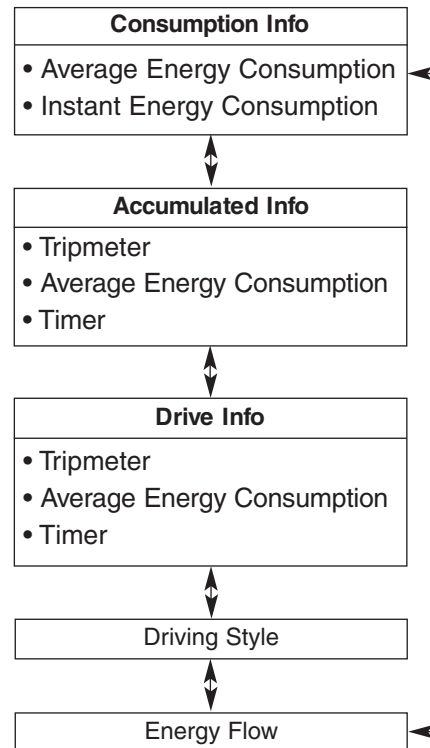 Consumption Info
• Average Energy Consumption
• Instant Energy Consumption
Accumulated Info
• Tripmeter
• Average Energy Consumption
• Timer
Drive Info
• Tripmeter
• Average Energy Consumption
• Timer
Driving Style
Energy Flow